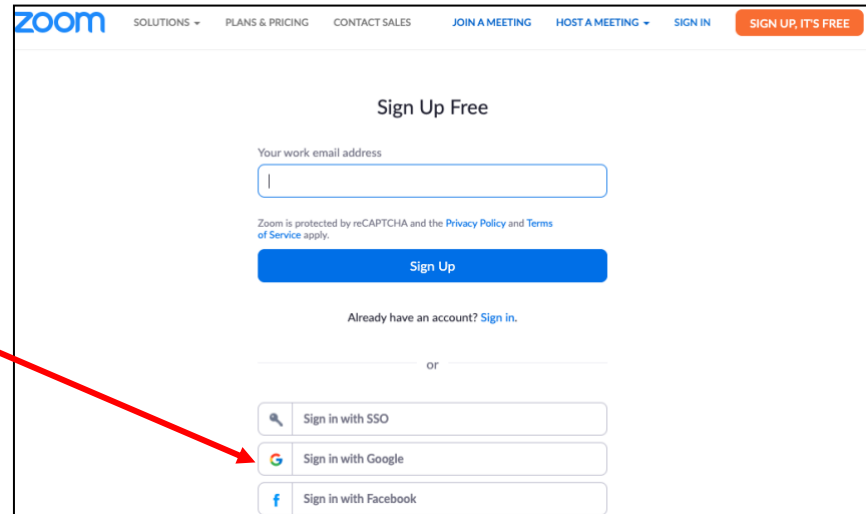 zoom SOLUTIONS PLANS & PRICING CONTACT SALES JOIN A MEETING HOST A MEETING SIGN IN SIGN UP, IT'S FREE
Sign Up Free
Your work email address
Zoom is protected by reCAPTCHA and the Privacy Policy and Terms
of Service apply.
Sign Up
Already have an account? Sign in.
or
Sign in with SSO
G Sign in with Google
f Sign in with Facebook